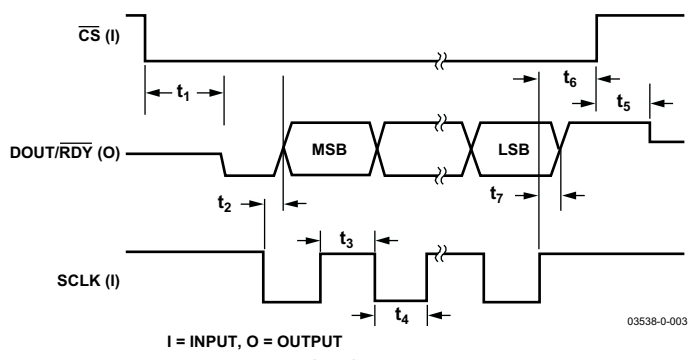 CS (I)
t1
t6
t5
DOUT/RDY (O)
MSB
LSB
t2
t7
t3
SCLK (I)
t4
03538-0-003
I = INPUT, O = OUTPUT